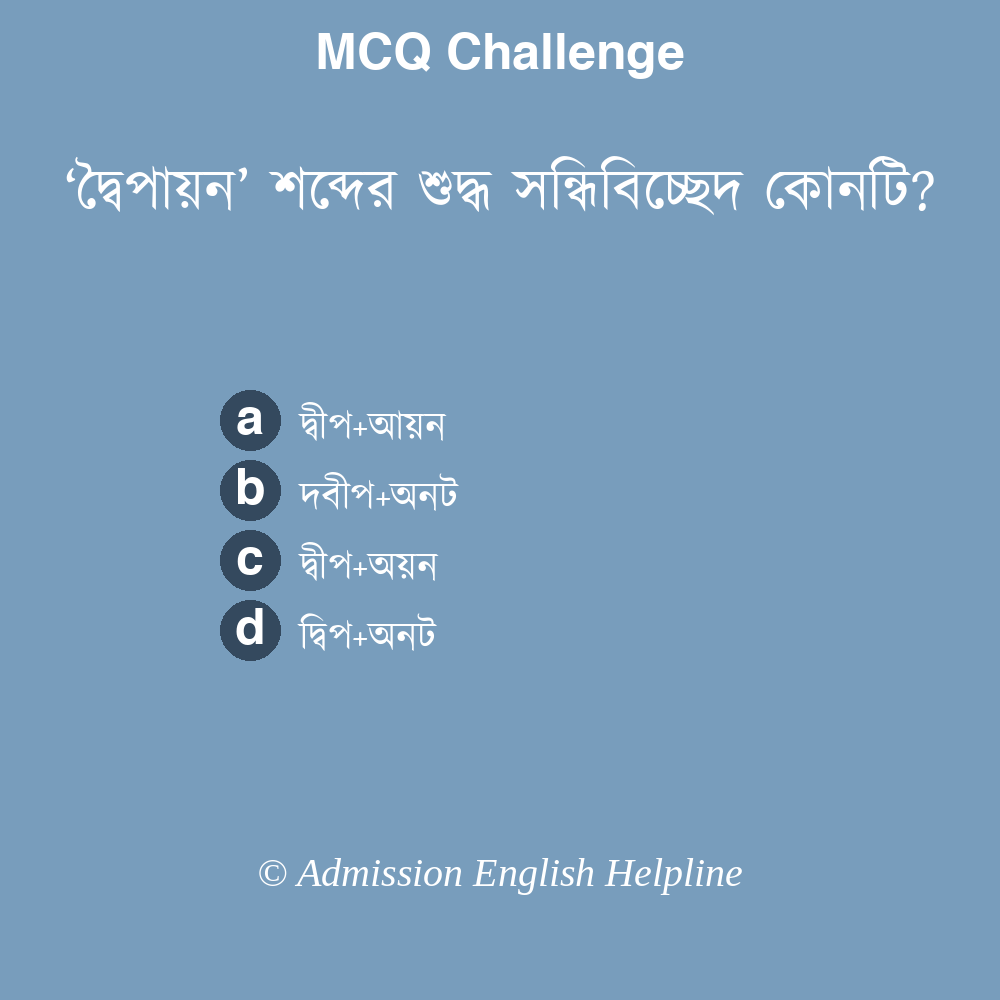 MCQ Challenge
‘দ্বৈপায়ন’ শব্দের শুদ্ধ সন্ধিবিচ্ছেদ কোনটি?
a দ্বীপ+আয়ন
b দবীপ+অনট
c দ্বীপ+অয়ন
d দ্বিপ+অনট
© Admission English Helpline